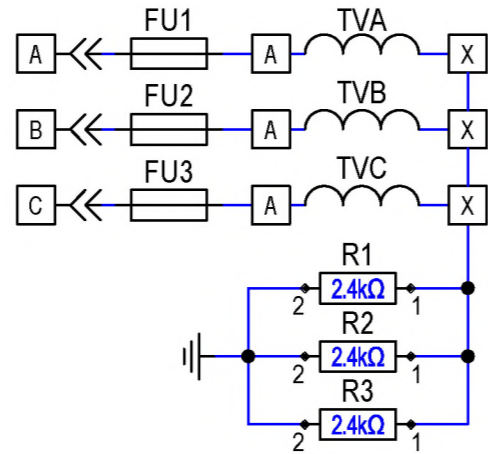 FU1 TVA
A A X
FU2 TVB
B A X
FU3 TVC
C A X
R1
2 2.4kΩ 1
R2
2 2.4kΩ 1
R3
2 2.4kΩ 1